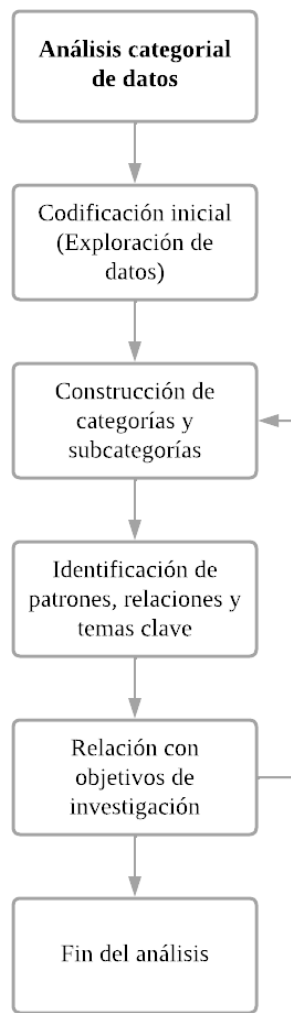 Análisis categorial
de datos
Codificación inicial
(Exploración de
datos)
Construcción de
categorías y
subcategorías
Identificación de
patrones, relaciones y
temas clave
Relación con
objetivos de
investigación
Fin del análisis